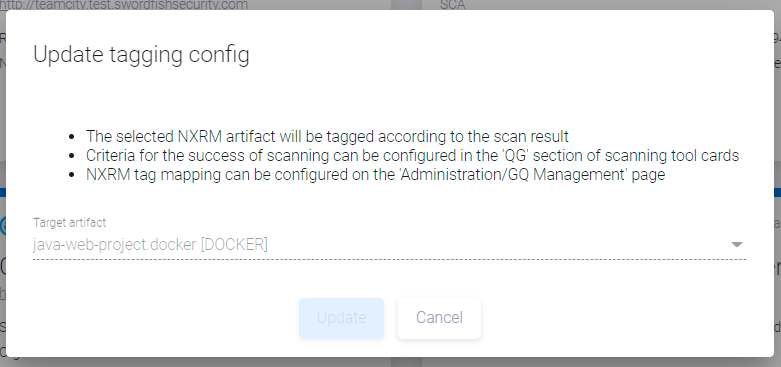 http://teamcity.test.swordfishsecurity.com
SCA
Update tagging config
The selected NXRM artifact will be tagged according to the scan result
Criteria for the success of scanning can be configured in the 'QG' section of scanning tool cards
NXRM tag mapping can be configured on the 'Administration/GQ Management' page
Target artifact
java-web-project.docker [DOCKER]
Update
Cancel